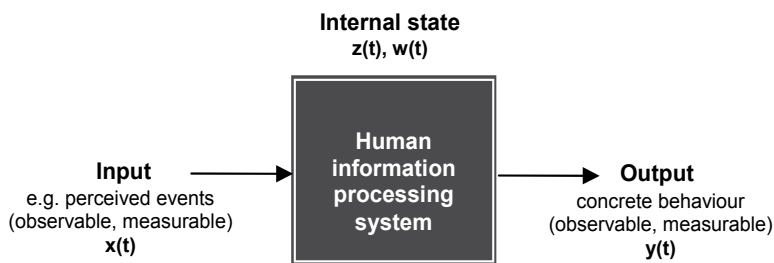 Internal state
z(t), w(t)
Human
information
processing
system
Input
e.g. perceived events
(observable, measurable)
x(t)
Output
concrete behaviour
(observable, measurable)
y(t)